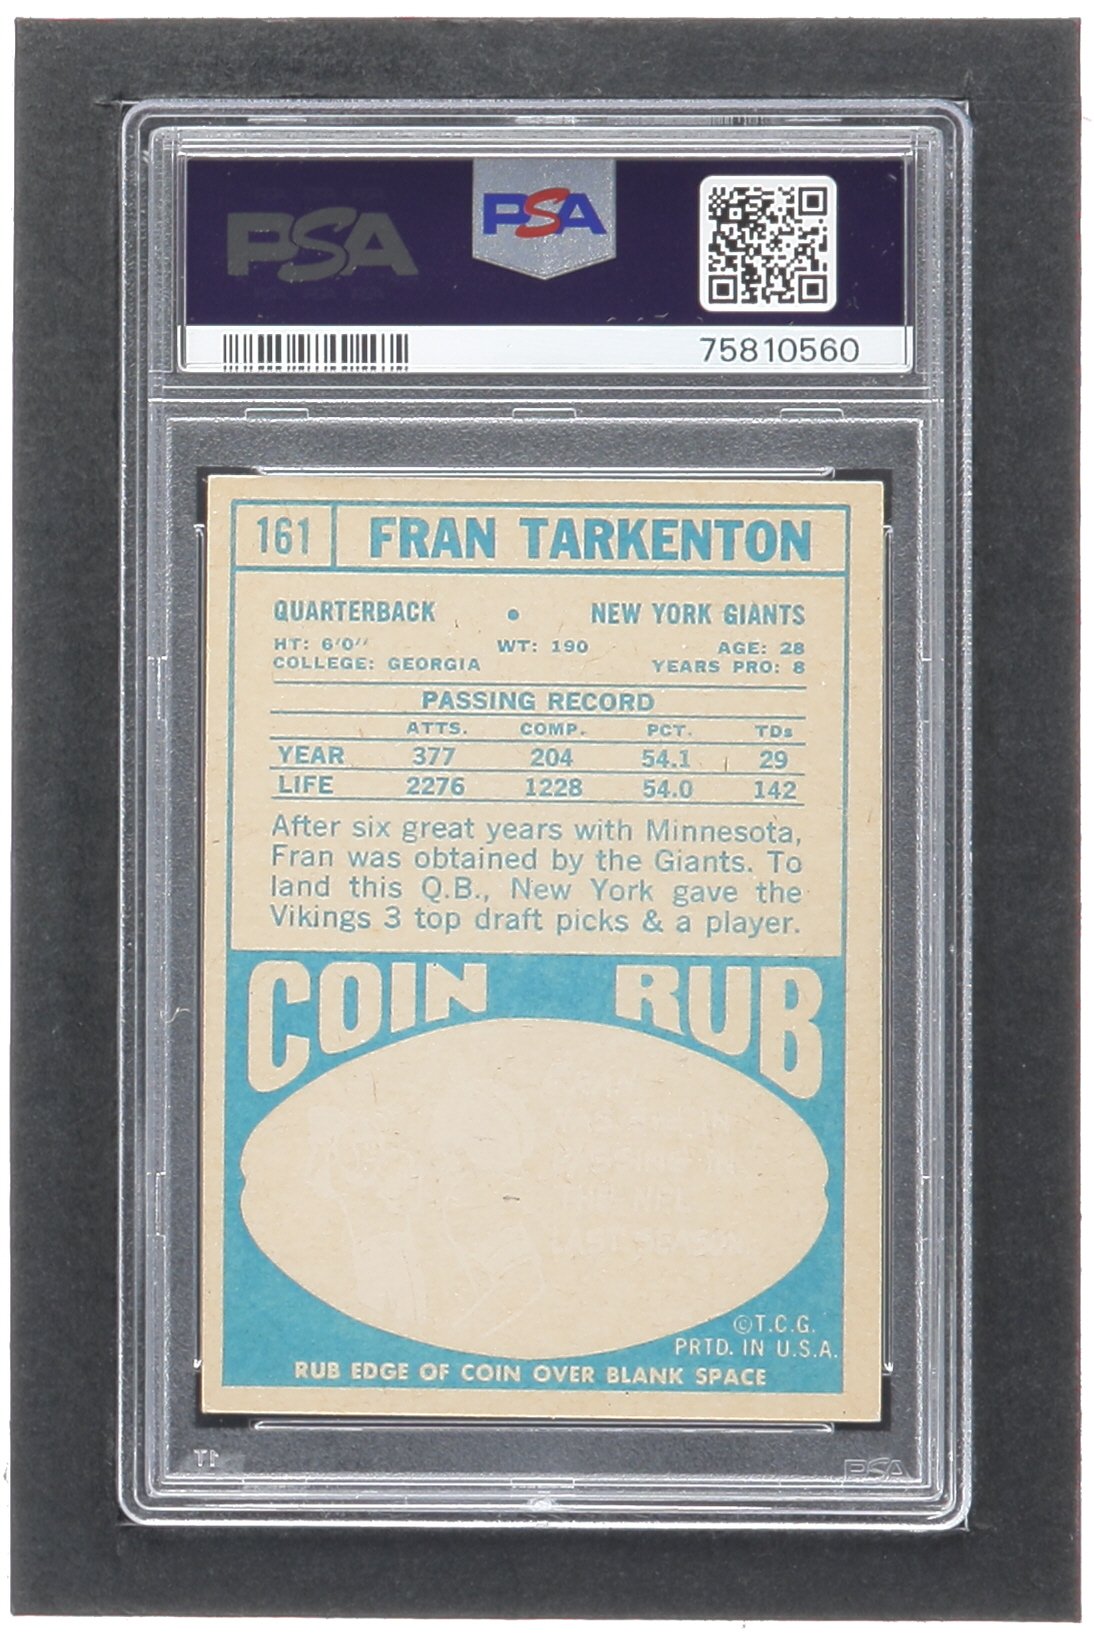 PSA
PSA
75810560
161 FRAN TARKENTON
QUARTERBACK • NEW YORK GIANTS
HT: 6'0" WT: 190 AGE: 28
COLLEGE: GEORGIA YEARS PRO: 8
PASSING RECORD
ATTS. COMP. PCT. TDs
YEAR 377 204 54.1 29
LIFE 2276 1228 54.0 142
After six great years with Minnesota,
Fran was obtained by the Giants. To
land this Q.B., New York gave the
Vikings 3 top draft picks & a player.
COIN RUB
LAST SEASON.
©T.C.G.
PRTD. IN U.S.A.
RUB EDGE OF COIN OVER BLANK SPACE
PSA